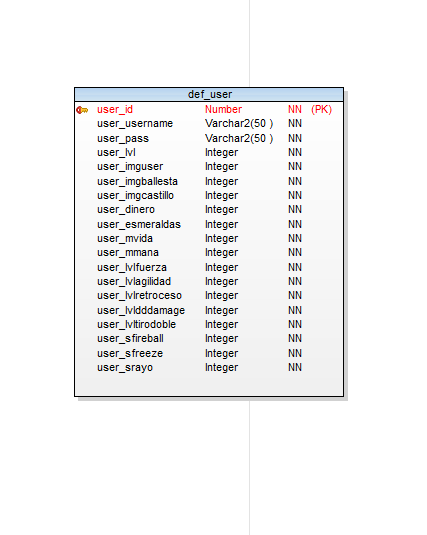 def_user
user_id Number NN (PK)
user_username Varchar2(50 ) NN
user_pass Varchar2(50 ) NN
user_lvl Integer NN
user_imguser Integer NN
user_imgballesta Integer NN
user_imgcastillo Integer NN
user_dinero Integer NN
user_esmeraldas Integer NN
user_mvida Integer NN
user_mmana Integer NN
user_lvlfuerza Integer NN
user_lvlagilidad Integer NN
user_lvlretroceso Integer NN
user_lvldddamage Integer NN
user_lvltirodoble Integer NN
user_sfireball Integer NN
user_sfreeze Integer NN
user_srayo Integer NN